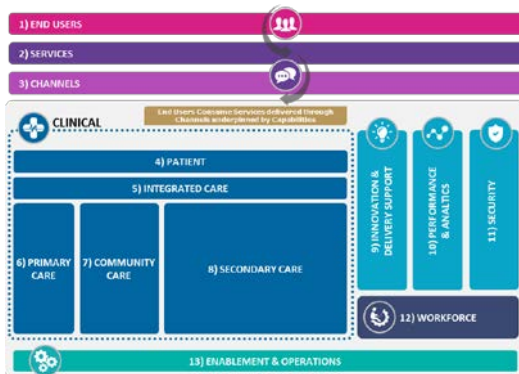 1) END USERS
2) SERVICES
3) CHANNELS
End Users Consume Services delivered through
Channels underpinned by Capabilities
CLINICAL
4) PATIENT
5) INTEGRATED CARE
6) PRIMARY
CARE
7) COMMUNITY
CARE
8) SECONDARY CARE
9) INNOVATION &
DELIVERY SUPPORT
10) PERFORMANCE
& ANALTICS
11) SECURITY
12) WORKFORCE
13) ENABLEMENT & OPERATIONS